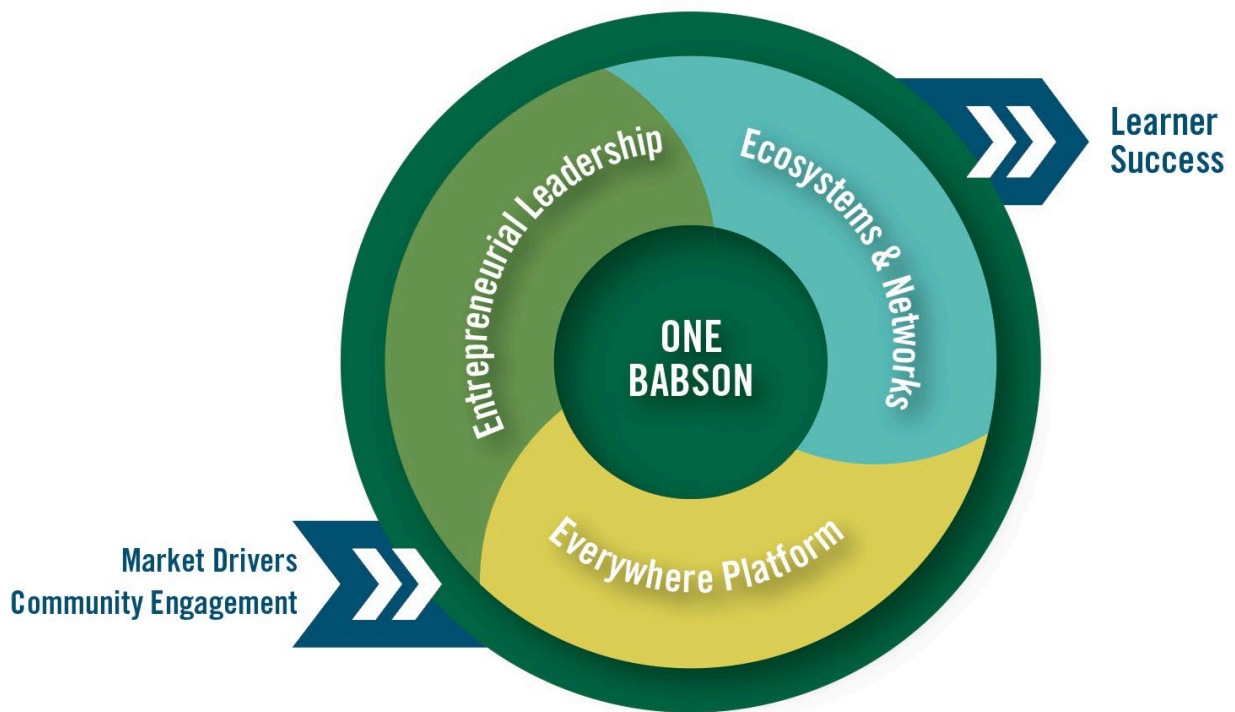 Entrepreneurial Leadership
Ecosystems & Networks
Learner
Success
ONE
BABSON
Everywhere Platform
Market Drivers
Community Engagement